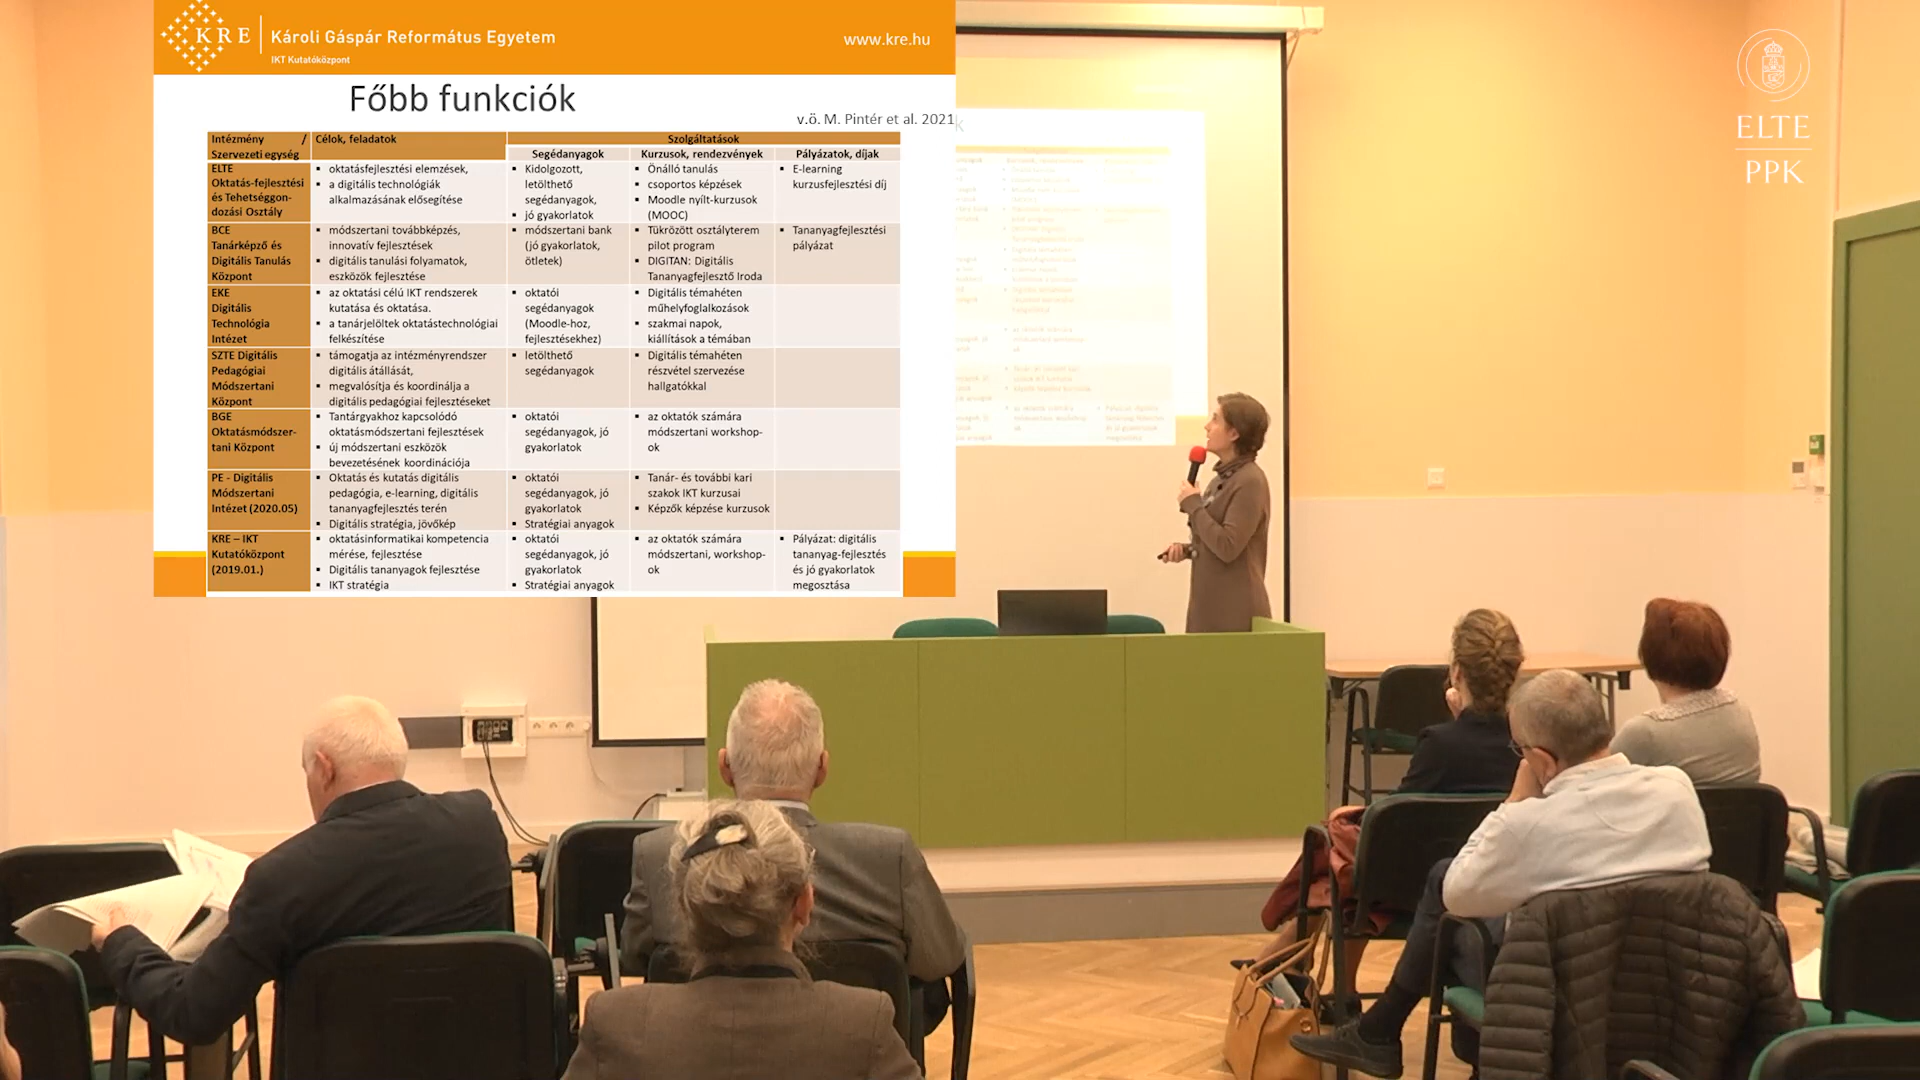 KRE
Károli Gáspár Református Egyetem
IKT Kutatóközpont
www.kre.hu
Főbb funkciók
v.ö. M. Pintér et al. 2021
Intézmény /
Szervezeti egység
Célok, feladatok
Szolgáltatások
Segédanyagok
Kurzusok, rendezvények
Pályázatok, díjak
ELTE
Oktatás-fejlesztési
és Tehetséggon-
dozási Osztály
▪ oktatásfejlesztési elemzések,
▪ a digitális technológiák
alkalmazásának elősegítése
▪ Kidolgozott,
letölthető
segédanyagok,
▪ jó gyakorlatok
▪ Önálló tanulás
▪ csoportos képzések
▪ Moodle nyílt-kurzusok
(MOOC)
▪ E-learning
kurzusfejlesztési díj
BCE
Tanárképző és
Digitális Tanulás
Központ
▪ módszertani továbbképzés,
innovatív fejlesztések
▪ digitális tanulási folyamatok,
eszközök fejlesztése
▪ módszertani bank
(jó gyakorlatok,
ötletek)
▪ Tükrözött osztályterem
pilot program
▪ DIGITAN: Digitális
Tananyagfejlesztő Iroda
▪ Tananyagfejlesztési
pályázat
EKE
Digitális
Technológia
Intézet
▪ az oktatási célú IKT rendszerek
kutatása és oktatása.
▪ a tanárjelöltek oktatástechnológiai
felkészítése
▪ oktatói
segédanyagok
(Moodle-hoz,
fejlesztésekhez)
▪ Digitális témahéten
műhelyfoglalkozások
▪ szakmai napok,
kiállítások a témában
SZTE Digitális
Pedagógiai
Módszertani
Központ
▪ támogatja az intézményrendszer
digitális átállását,
▪ megvalósítja és koordinálja a
digitális pedagógiai fejlesztéseket
▪ letölthető
segédanyagok
▪ Digitális témahéten
részvétel szervezése
hallgatókkal
BGE
Oktatásmódszer-
tani Központ
▪ Tantárgyakhoz kapcsolódó
oktatásmódszertani fejlesztések
▪ új módszertani eszközök
bevezetésének koordinációja
▪ oktatói
segédanyagok, jó
gyakorlatok
▪ az oktatók számára
módszertani workshop-
ok
PE - Digitális
Módszertani
Intézet (2020.05)
▪ Oktatás és kutatás digitális
pedagógia, e-learning, digitális
tananyagfejlesztés terén
▪ Digitális stratégia, jövőkép
▪ oktatói
segédanyagok, jó
gyakorlatok
▪ Stratégiai anyagok
▪ Tanár- és további kari
szakok IKT kurzusai
▪ Képzők képzése kurzusok
KRE – IKT
Kutatóközpont
(2019.01.)
▪ oktatásinformatikai kompetencia
mérése, fejlesztése
▪ Digitális tananyagok fejlesztése
▪ IKT stratégia
▪ oktatói
segédanyagok, jó
gyakorlatok
▪ Stratégiai anyagok
▪ az oktatók számára
módszertani, workshop-
ok
▪ Pályázat: digitális
tananyag-fejlesztés
és jó gyakorlatok
megosztása
ELTE
PPK